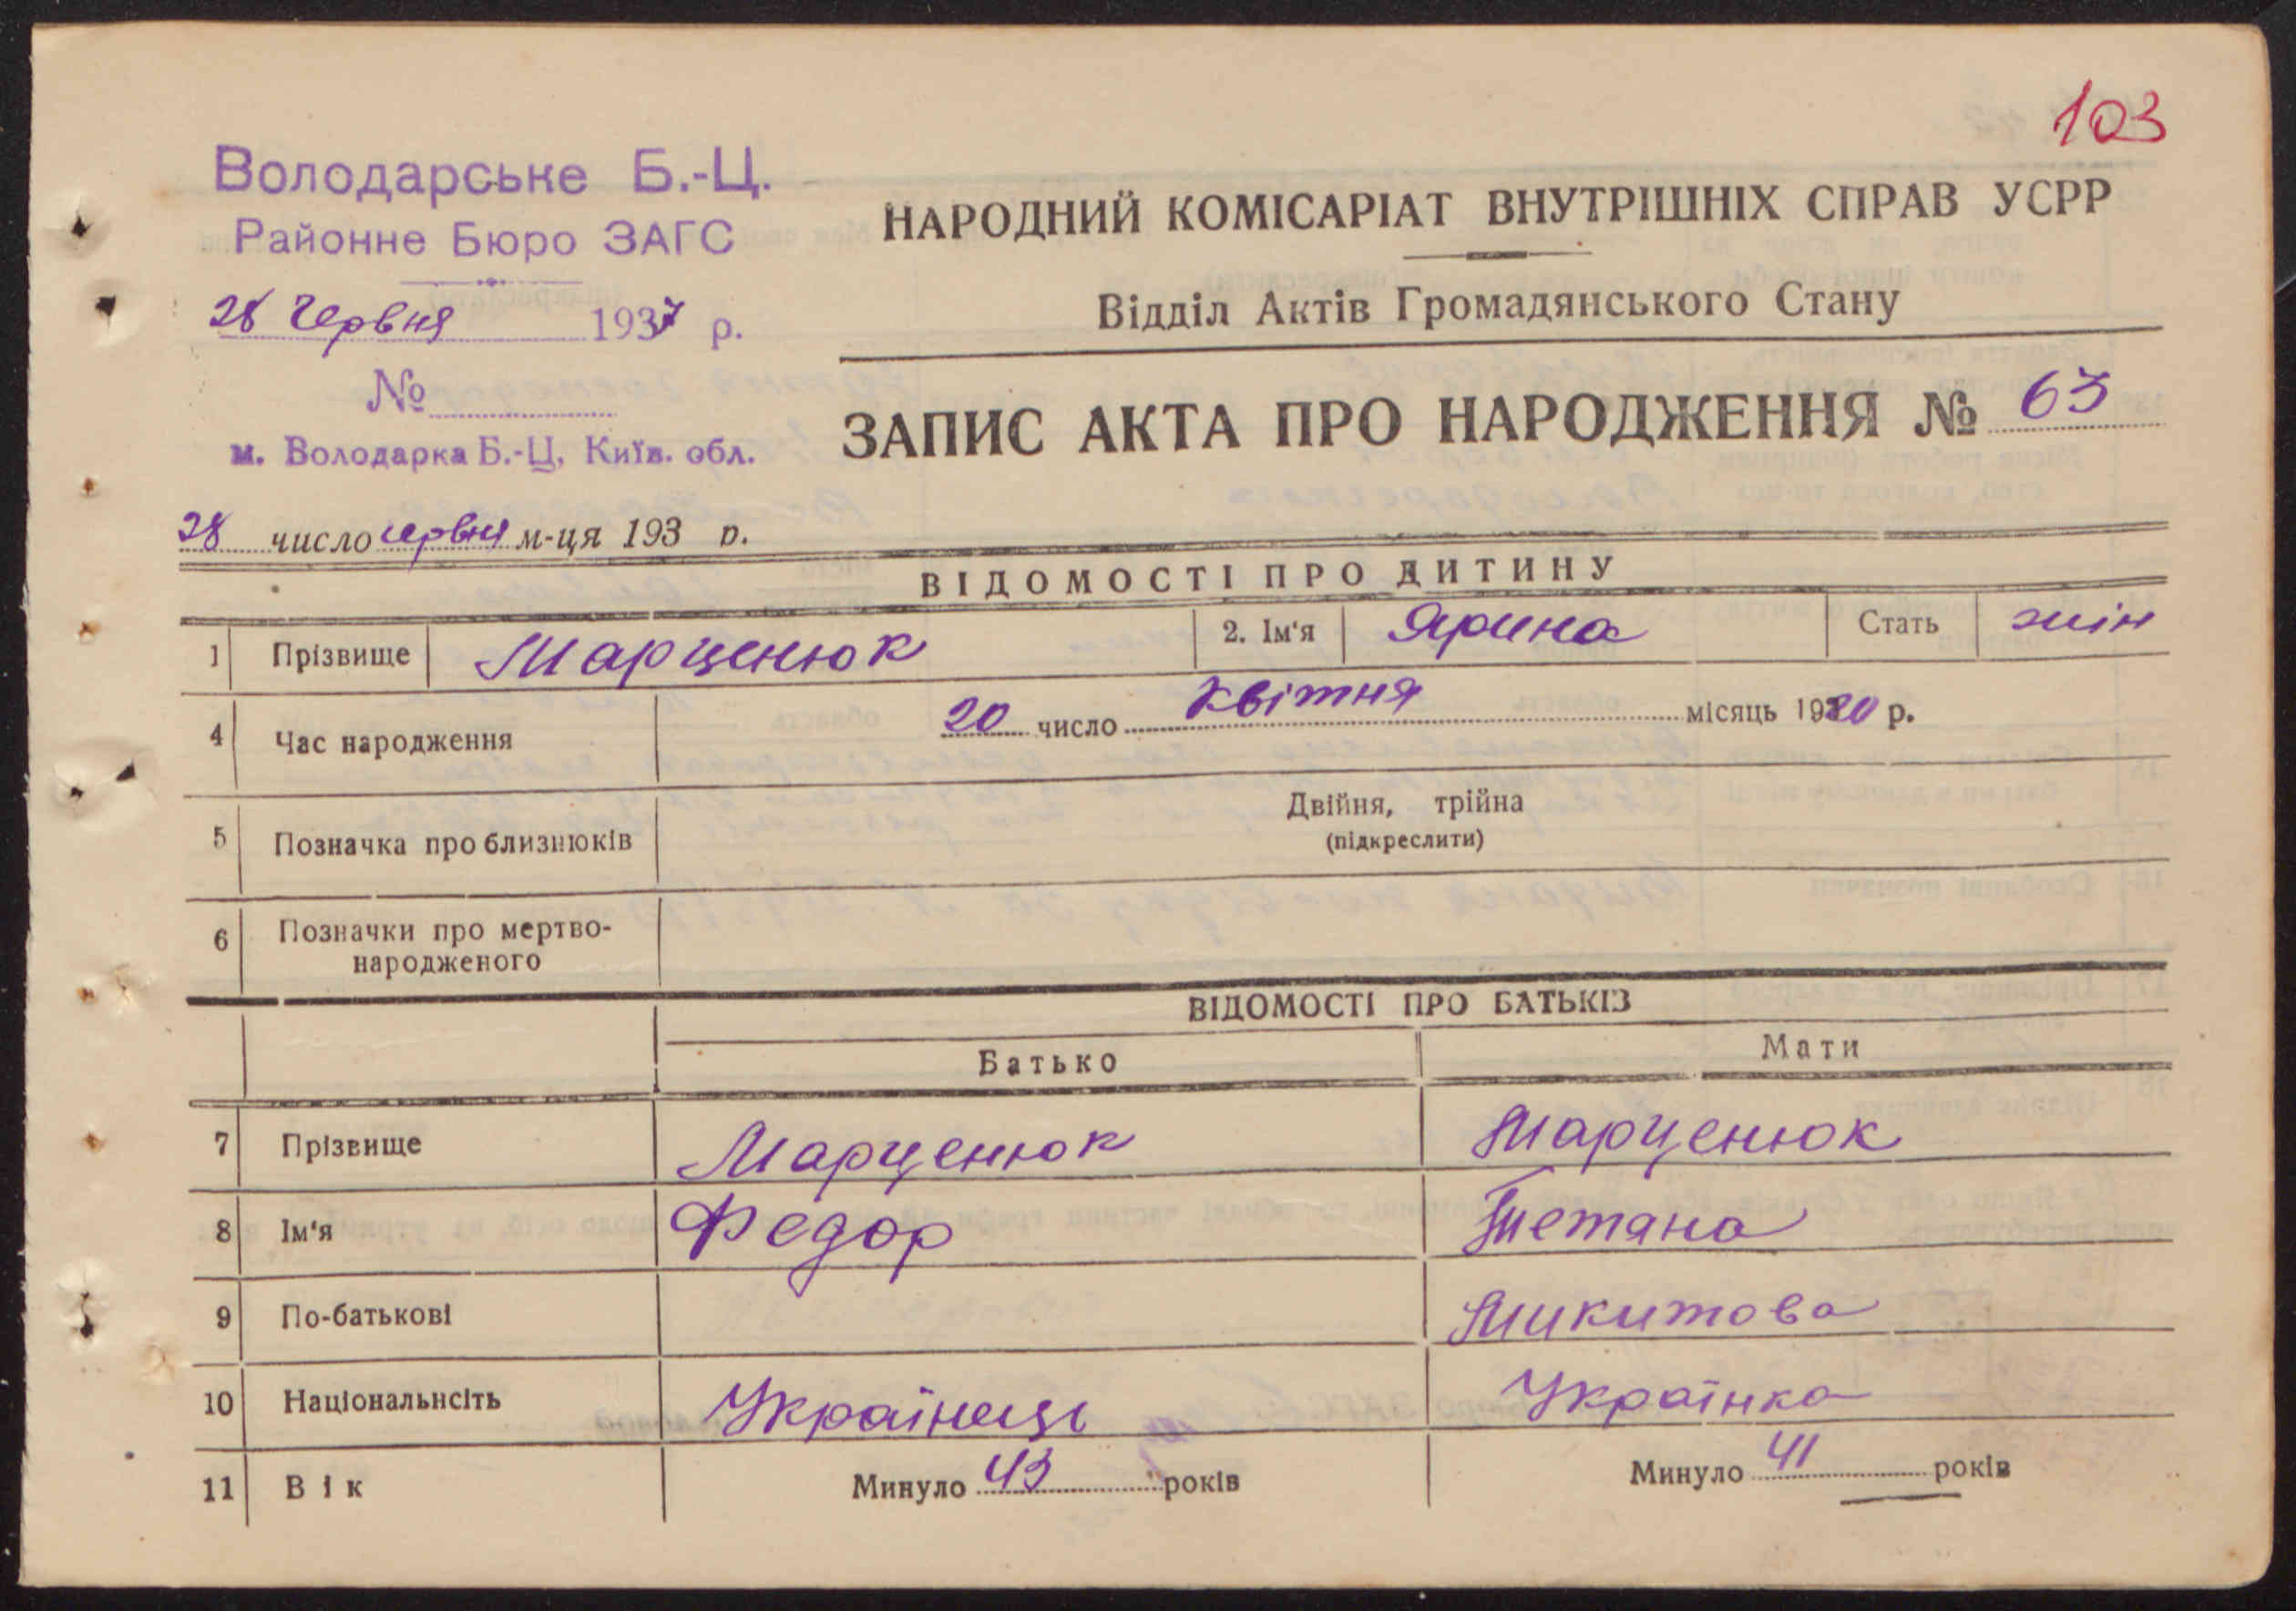 103
Володарське Б.-Ц.
Районне Бюро ЗАГС
28 Червня 1937 р.
№
м. Володарка Б.-Ц, Київ. обл.
НАРОДНИЙ КОМІСАРІАТ ВНУТРІШНІХ СПРАВ УСРР
Відділ Актів Громадянського Стану
ЗАПИС АКТА ПРО НАРОДЖЕННЯ № 63
28 число червня м-ця 193 р.
ВІДОМОСТІ ПРО ДИТИНУ
1 Прізвище Марценюк 2. Ім'я Ярина Стать жін
4 Час народження 20 число квітня місяць 1920 р.
5 Позначка про близнюків Двійня, трійна
(підкреслити)
6 Позначки про мертво-
народженого
ВІДОМОСТІ ПРО БАТЬКІЗ
Батько Мати
7 Прізвище Марценюк Марценюк
8 Ім'я Федор Тетяна
9 По-батькові Микитова
10 Національнсіть Українець Українка
11 Вік Минуло 43 років Минуло 41 років